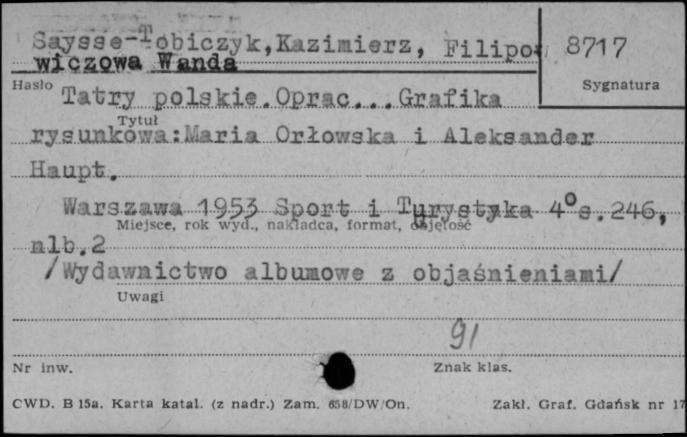 Saysse-Tobiczyk,Kazimierz, Filipo-
wiczowa Wanda
8717
Hasło
Sygnatura
Tatry polskie.Oprac...Grafika
Tytuł
rysunkowa:Maria Orłowska i Aleksander
Haupt.
Warszawa 1953 Sport i Turystyka 4° s.246,
Miejsce, rok wyd., nakładca, format, objętość
nlb.2
/Wydawnictwo albumowe z objaśnieniami/
Uwagi
91
Nr inw.
Znak klas.
CWD. B 15a. Karta katal. (z nadr.) Zam. 658/DW/On.
Zakł. Graf. Gdańsk nr 17